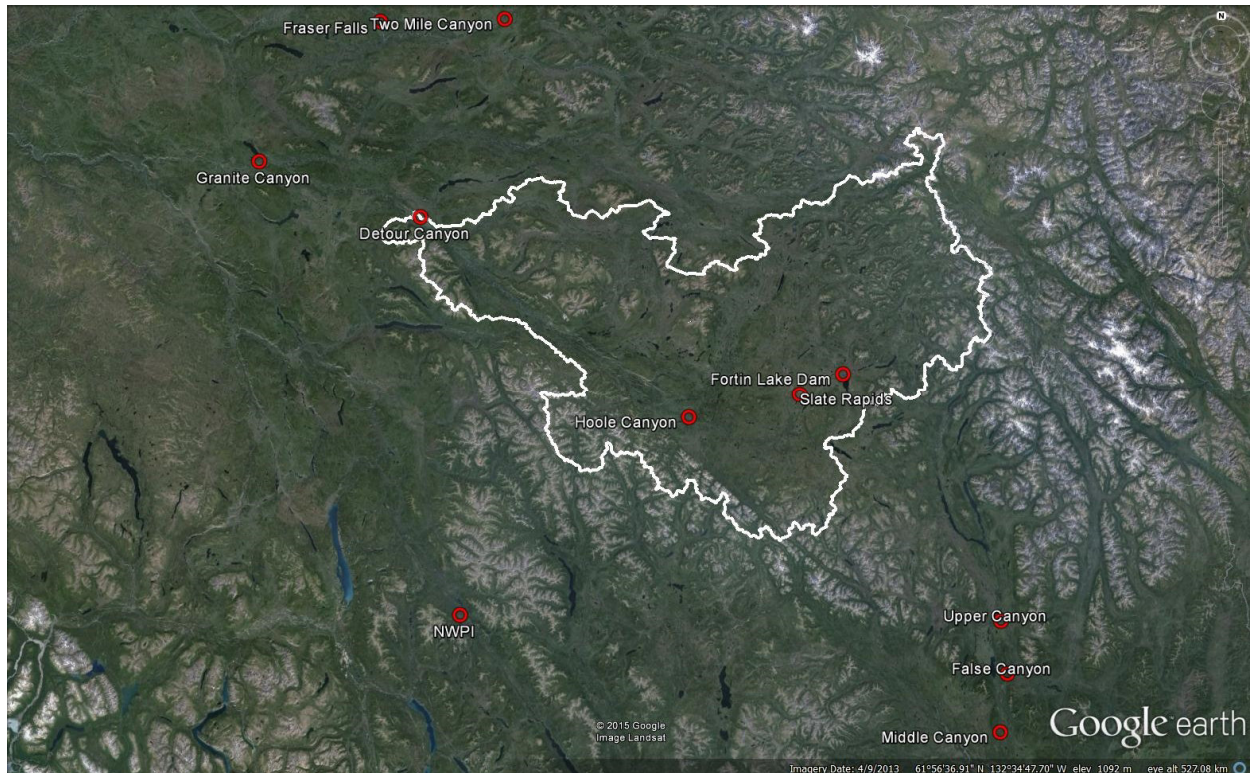 N
Fraser Falls
Two Mile Canyon
Granite Canyon
Detour Canyon
Fortin Lake Dam
Slate Rapids
Hoole Canyon
Upper Canyon
NWPI
False Canyon
© 2015 Google
Image Landsat
Middle Canyon
Google earth
Imagery Date: 4/9/2013 61°56'36.91" N 132°34'47.70" W elev 1092 m eye alt 527.08 km